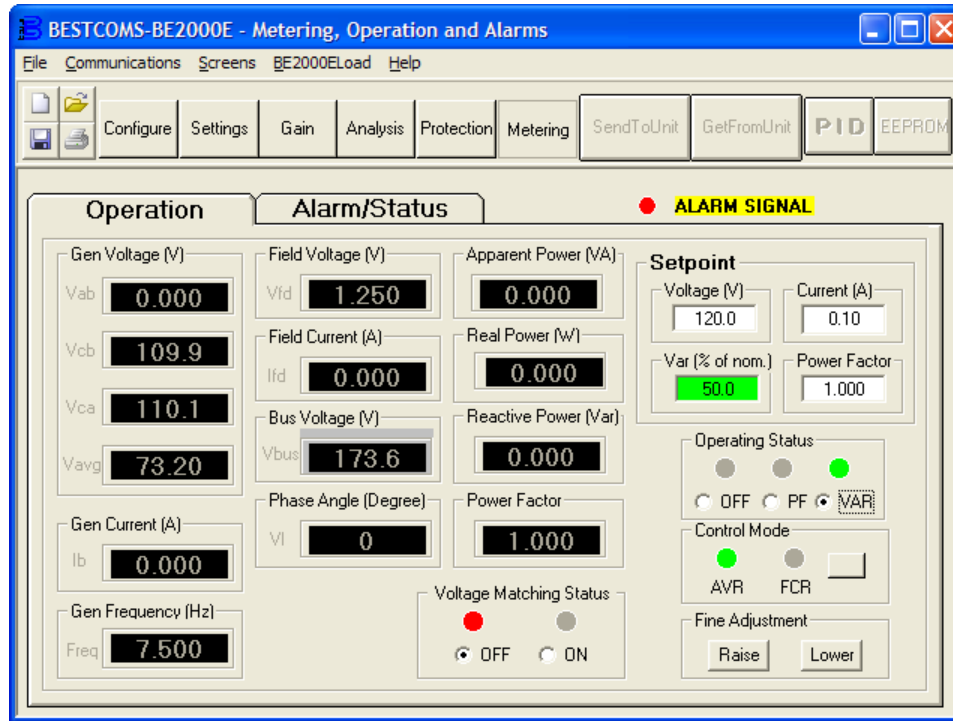 BESTCOMS-BE2000E - Metering, Operation and Alarms
File Communications Screens BE2000ELoad Help
Configure Settings Gain Analysis Protection Metering SendToUnit GetFromUnit PID EEPROM
Operation Alarm/Status ALARM SIGNAL
Gen Voltage (V)
Vab 0.000
Vcb 109.9
Vca 110.1
Vavg 73.20
Gen Current (A)
Ib 0.000
Gen Frequency (Hz)
Freq 7.500
Field Voltage (V)
Vfd 1.250
Field Current (A)
Ifd 0.000
Bus Voltage (V)
Vbus 173.6
Phase Angle (Degree)
VI 0
Apparent Power (VA)
0.000
Real Power (W)
0.000
Reactive Power (Var)
0.000
Power Factor
1.000
Voltage Matching Status
OFF ON
Setpoint
Voltage (V) Current (A)
120.0 0.10
Var (% of nom.) Power Factor
50.0 1.000
Operating Status
OFF PF VAR
Control Mode
AVR FCR
Fine Adjustment
Raise Lower